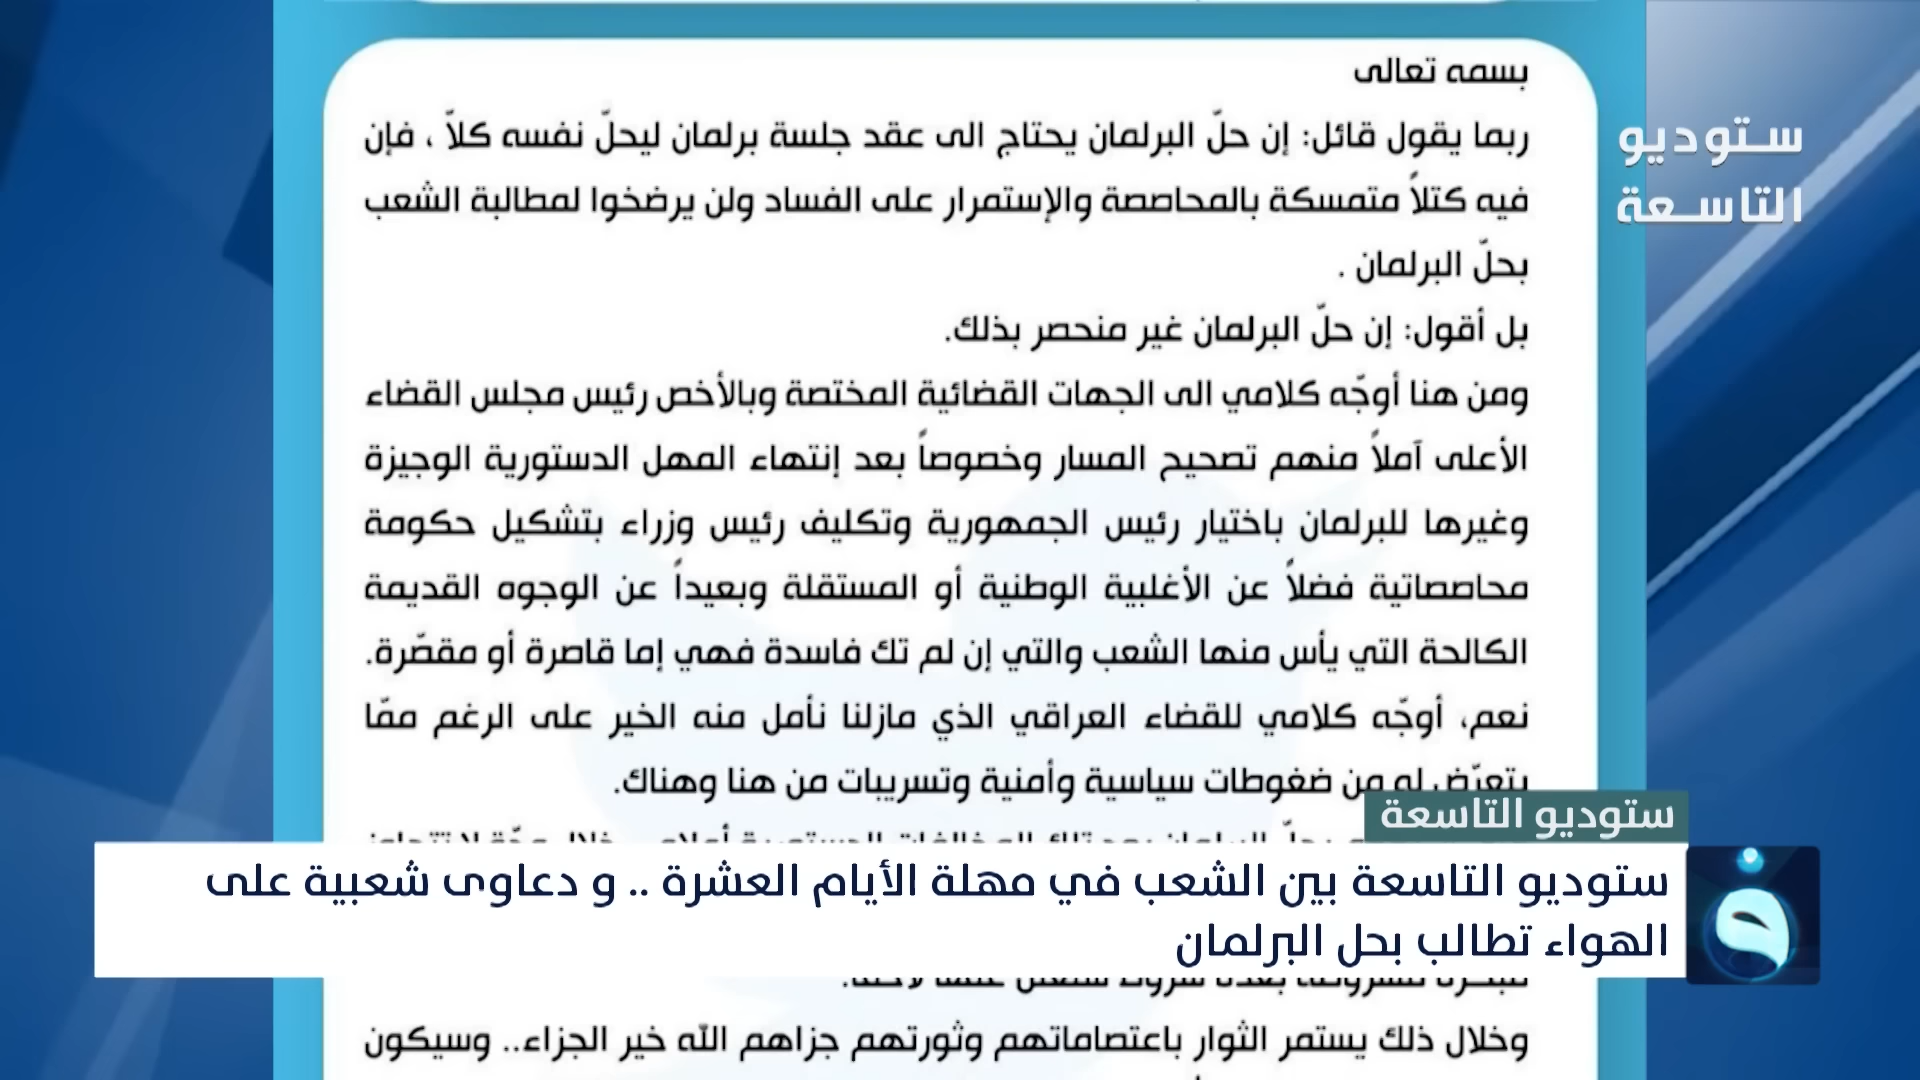 بسمه تعالى
ربما يقول قائل: إن حلّ البرلمان يحتاج الى عقد جلسة برلمان ليحلّ نفسه كلاّ ، فإن
فيه كتلاً متمسكة بالمحاصصة والإستمرار على الفساد ولن يرضخوا لمطالبة الشعب
بحلّ البرلمان .
بل أقول: إن حلّ البرلمان غير منحصر بذلك.
ومن هنا أوجّه كلامي الى الجهات القضائية المختصة وبالأخص رئيس مجلس القضاء
الأعلى آملاً منهم تصحيح المسار وخصوصاً بعد إنتهاء المهل الدستورية الوجيزة
وغيرها للبرلمان باختيار رئيس الجمهورية وتكليف رئيس وزراء بتشكيل حكومة
محاصصاتية فضلاً عن الأغلبية الوطنية أو المستقلة وبعيداً عن الوجوه القديمة
الكالحة التي يأس منها الشعب والتي إن لم تك فاسدة فهي إما قاصرة أو مقصّرة.
نعم، أوجّه كلامي للقضاء العراقي الذي مازلنا نأمل منه الخير على الرغم ممّا
يتعرّض له من ضغوطات سياسية وأمنية وتسريبات من هنا وهناك.
وخلال ذلك يستمر الثوار باعتصاماتهم وثورتهم جزاهم الله خير الجزاء.. وسيكون
ستوديو
التاسعة
ستوديو التاسعة
ستوديو التاسعة بين الشعب في مهلة الأيام العشرة .. و دعاوى شعبية على
الهواء تطالب بحل البرلمان